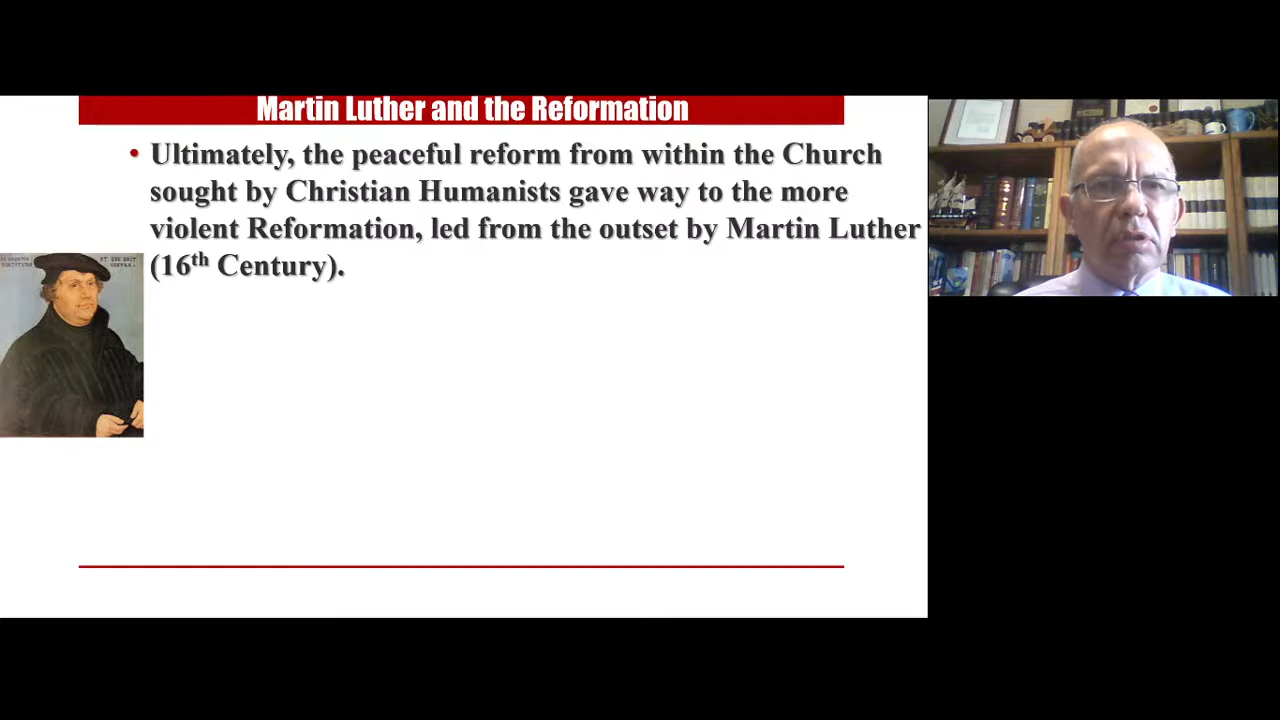 Martin Luther and the Reformation
• Ultimately, the peaceful reform from within the Church
sought by Christian Humanists gave way to the more
violent Reformation, led from the outset by Martin Luther
(16th Century).